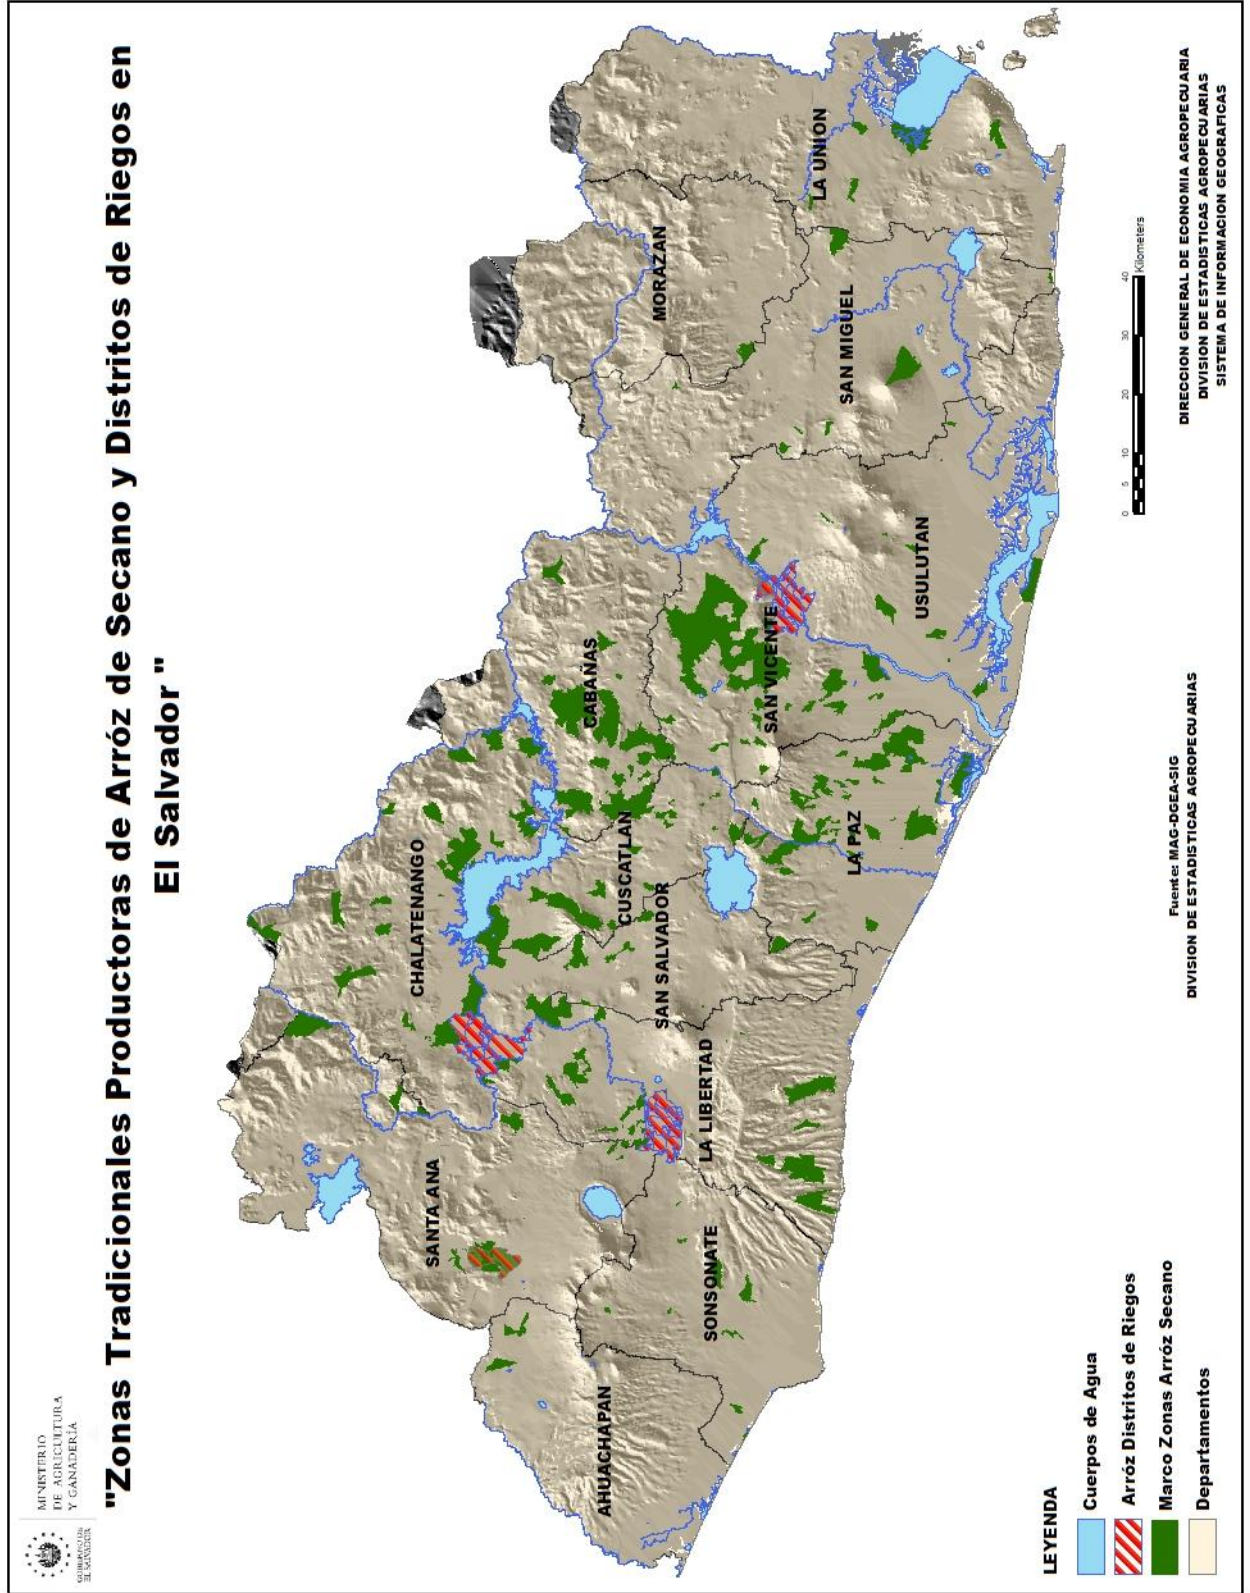 GOBIERNO DE
EL SALVADOR
MINISTERIO
DE AGRICULTURA
Y GANADERÍA
"Zonas Tradicionales Productoras de Arróz de Secano y Distritos de Riegos en
El Salvador "
CHALATENANGO
SANTA ANA
AHUACHAPAN
SONSONATE
LA LIBERTAD
SAN SALVADOR
CUSCATLAN
CABAÑAS
LA PAZ
SAN VICENTE
USULUTAN
SAN MIGUEL
MORAZAN
LA UNION
LEYENDA
Cuerpos de Agua
Arróz Distritos de Riegos
Marco Zonas Arróz Secano
Departamentos
0 5 10 20 30 40
Kilometers
Fuente: MAG-DGEA-SIG
DIVISION DE ESTADISTICAS AGROPECUARIAS
DIRECCION GENERAL DE ECONOMIA AGROPECUARIA
DIVISION DE ESTADISTICAS AGROPECUARIAS
SISTEMA DE INFORMACION GEOGRAFICAS